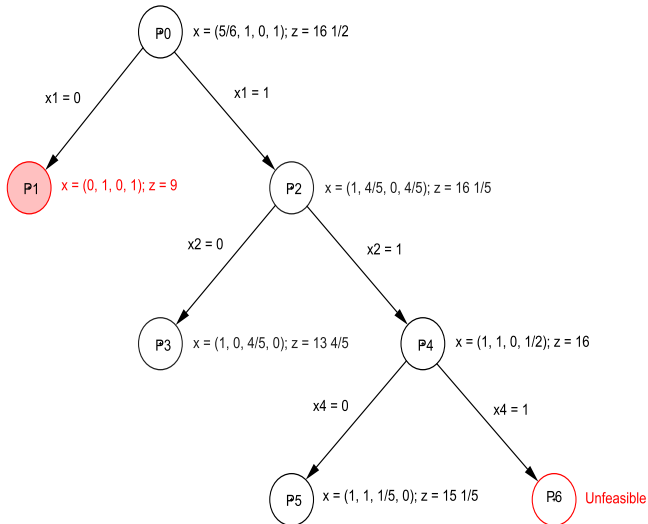 P0 x = (5/6, 1, 0, 1); z = 16 1/2
x1 = 0 x1 = 1
P1 x = (0, 1, 0, 1); z = 9 P2 x = (1, 4/5, 0, 4/5); z = 16 1/5
x2 = 0 x2 = 1
P3 x = (1, 0, 4/5, 0); z = 13 4/5 P4 x = (1, 1, 0, 1/2); z = 16
x4 = 0 x4 = 1
P5 x = (1, 1, 1/5, 0); z = 15 1/5 P6 Unfeasible